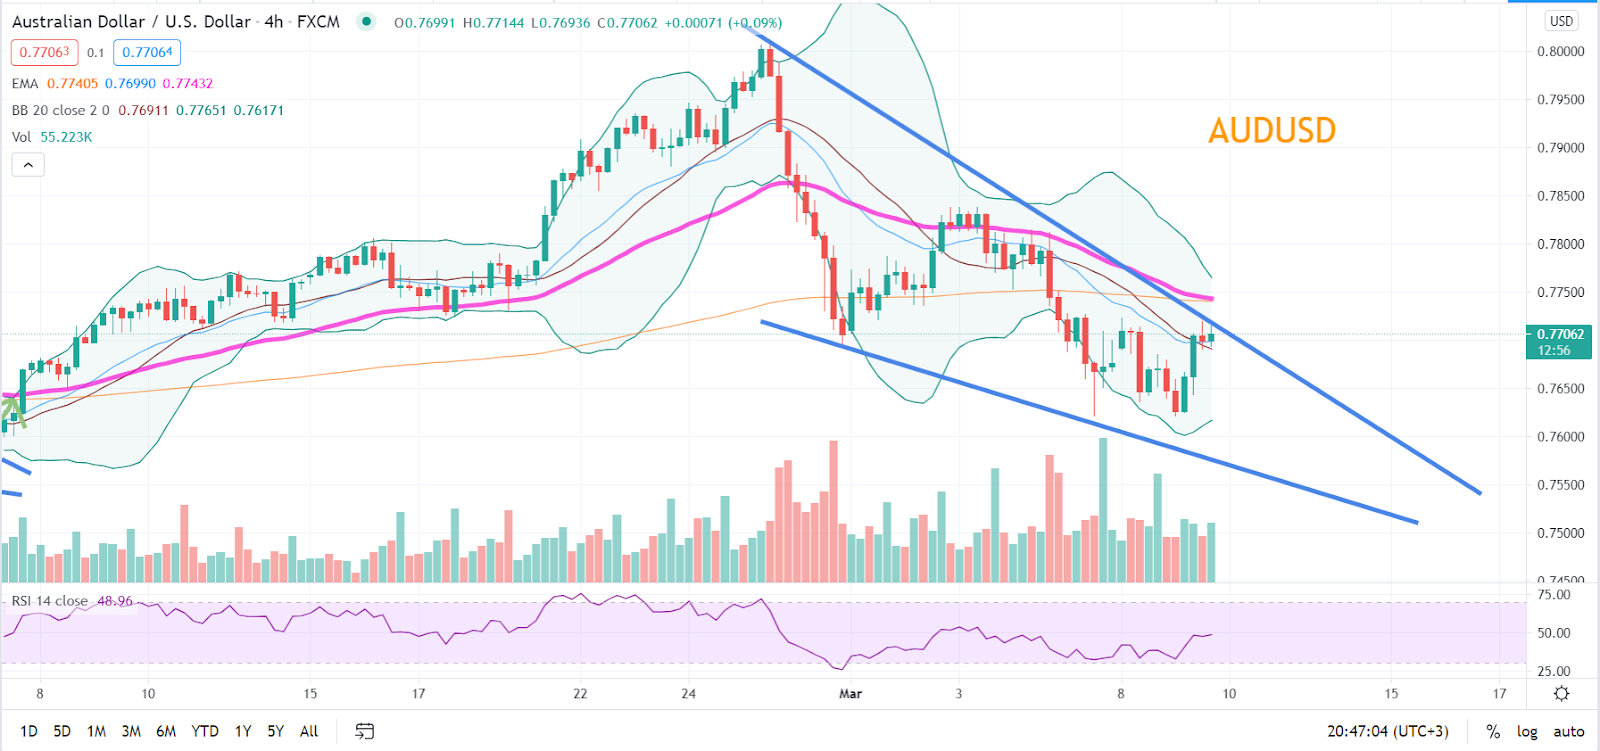 Australian Dollar / U.S. Dollar · 4h · FXCM O0.76991 H0.77144 L0.76936 C0.77062 +0.00071 (+0.09%)
0.77063 0.1 0.77064
EMA 0.77405 0.76990 0.77432
BB 20 close 2 0 0.76911 0.77651 0.76171
Vol 55.223K
AUDUSD
USD
0.80000
0.79500
0.79000
0.78500
0.78000
0.77500
0.77062
12:56
0.76500
0.76000
0.75500
0.75000
0.74500
RSI 14 close 48.96
75.00
50.00
25.00
8 10 15 17 22 24 Mar 3 8 10 15 17
1D 5D 1M 3M 6M YTD 1Y 5Y All 20:47:04 (UTC+3) % log auto